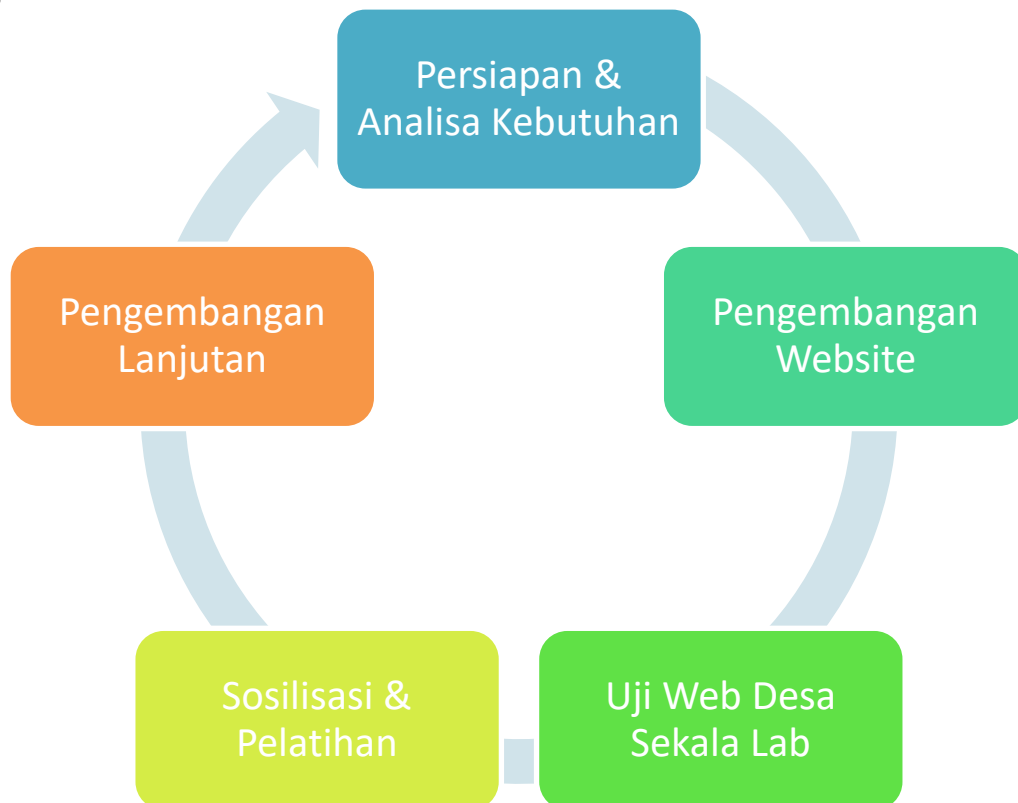 Persiapan &
Analisa Kebutuhan
Pengembangan
Website
Uji Web Desa
Sekala Lab
Sosilisasi &
Pelatihan
Pengembangan
Lanjutan